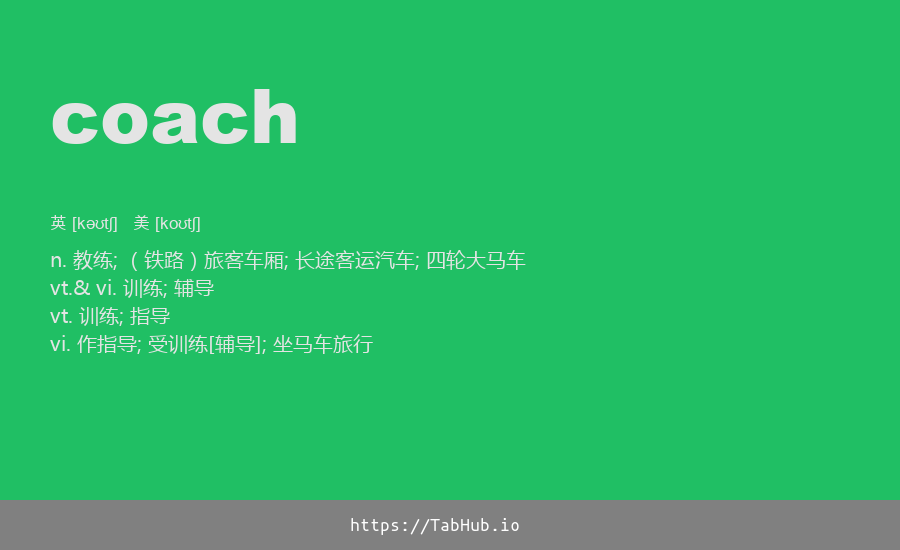 coach
英 [kəʊtʃ] 美 [koʊtʃ]
n. 教练; （铁路）旅客车厢; 长途客运汽车; 四轮大马车
vt.& vi. 训练; 辅导
vt. 训练; 指导
vi. 作指导; 受训练[辅导]; 坐马车旅行
https://TabHub.io